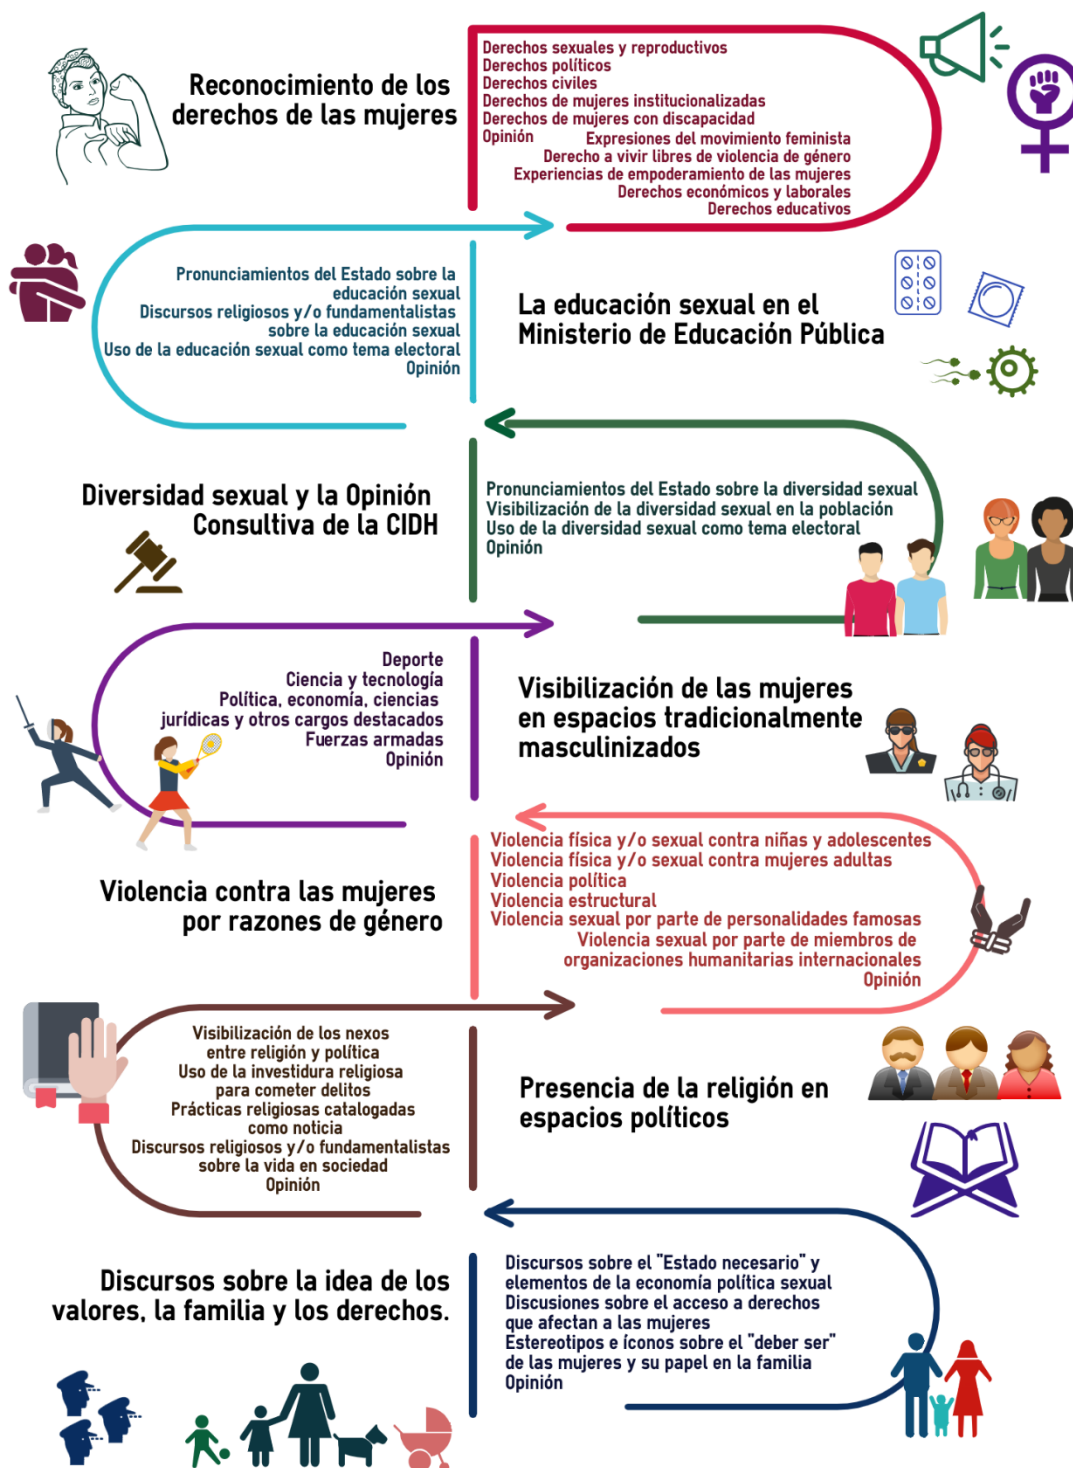 Reconocimiento de los
derechos de las mujeres
Derechos sexuales y reproductivos
Derechos políticos
Derechos civiles
Derechos de mujeres institucionalizadas
Derechos de mujeres con discapacidad
Opinión
Expresiones del movimiento feminista
Derecho a vivir libres de violencia de género
Experiencias de empoderamiento de las mujeres
Derechos económicos y laborales
Derechos educativos
Pronunciamientos del Estado sobre la
educación sexual
Discursos religiosos y/o fundamentalistas
sobre la educación sexual
Uso de la educación sexual como tema electoral
Opinión
La educación sexual en el
Ministerio de Educación Pública
Diversidad sexual y la Opinión
Consultiva de la CIDH
Pronunciamientos del Estado sobre la diversidad sexual
Visibilización de la diversidad sexual en la población
Uso de la diversidad sexual como tema electoral
Opinión
Deporte
Ciencia y tecnología
Política, economía, ciencias
jurídicas y otros cargos destacados
Fuerzas armadas
Opinión
Visibilización de las mujeres
en espacios tradicionalmente
masculinizados
Violencia contra las mujeres
por razones de género
Violencia física y/o sexual contra niñas y adolescentes
Violencia física y/o sexual contra mujeres adultas
Violencia política
Violencia estructural
Violencia sexual por parte de personalidades famosas
Violencia sexual por parte de miembros de
organizaciones humanitarias internacionales
Opinión
Visibilización de los nexos
entre religión y política
Uso de la investidura religiosa
para cometer delitos
Prácticas religiosas catalogadas
como noticia
Discursos religiosos y/o fundamentalistas
sobre la vida en sociedad
Opinión
Presencia de la religión en
espacios políticos
Discursos sobre la idea de los
valores, la familia y los derechos.
Discursos sobre el "Estado necesario" y
elementos de la economía política sexual
Discusiones sobre el acceso a derechos
que afectan a las mujeres
Estereotipos e íconos sobre el "deber ser"
de las mujeres y su papel en la familia
Opinión